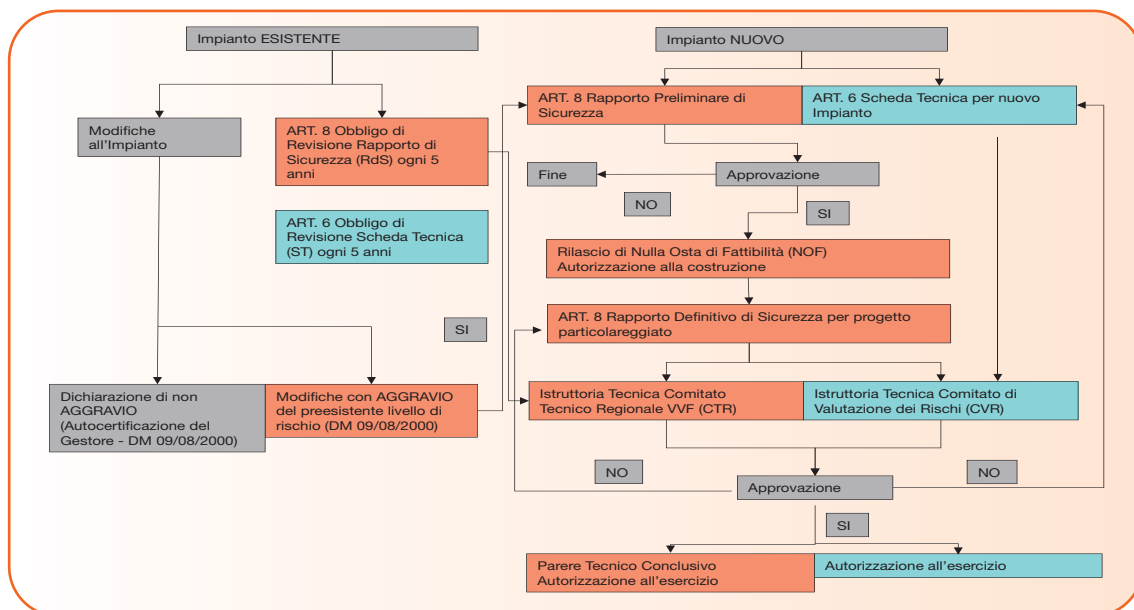 Impianto ESISTENTE
Modifiche
all'Impianto
ART. 8 Obbligo di
Revisione Rapporto di
Sicurezza (RdS) ogni 5
anni
ART. 6 Obbligo di
Revisione Scheda Tecnica
(ST) ogni 5 anni
SI
Dichiarazione di non
AGGRAVIO
(Autocertificazione del
Gestore - DM 09/08/2000)
Modifiche con AGGRAVIO
del preesistente livello di
rischio (DM 09/08/2000)
Impianto NUOVO
ART. 8 Rapporto Preliminare di
Sicurezza
ART. 6 Scheda Tecnica per nuovo
Impianto
Fine
Approvazione
NO
SI
Rilascio di Nulla Osta di Fattibilità (NOF)
Autorizzazione alla costruzione
ART. 8 Rapporto Definitivo di Sicurezza per progetto
particolareggiato
Istruttoria Tecnica Comitato
Tecnico Regionale VVF (CTR)
Istruttoria Tecnica Comitato di
Valutazione dei Rischi (CVR)
NO
Approvazione
NO
SI
Parere Tecnico Conclusivo
Autorizzazione all'esercizio
Autorizzazione all'esercizio